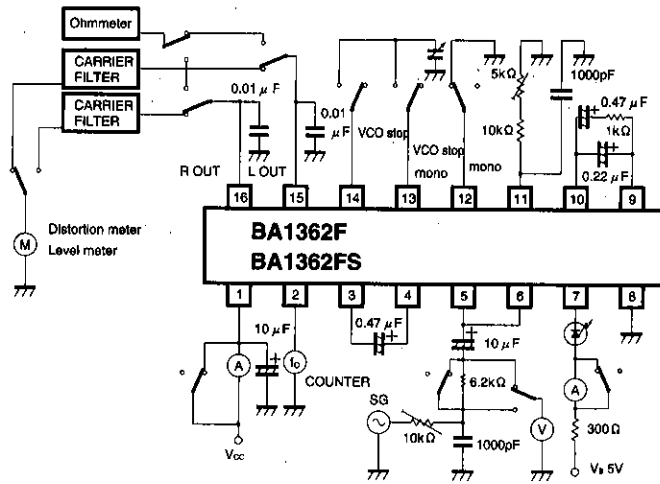 Ohmmeter
CARRIER
FILTER
CARRIER
FILTER
0.01 μF
0.01
μF
VCO stop
VCO stop
mono
mono
5kΩ
10kΩ
1000pF
0.47 μF
1kΩ
0.22 μF
R OUT
L OUT
16
15
14
13
12
11
10
9
Distortion meter
Level meter
M
BA1362F
BA1362FS
1
2
3
4
5
6
7
8
10 μF
A
fo
COUNTER
Vcc
0.47 μF
SG
10kΩ
10 μF
6.2kΩ
1000pF
V
A
300Ω
VB 5V